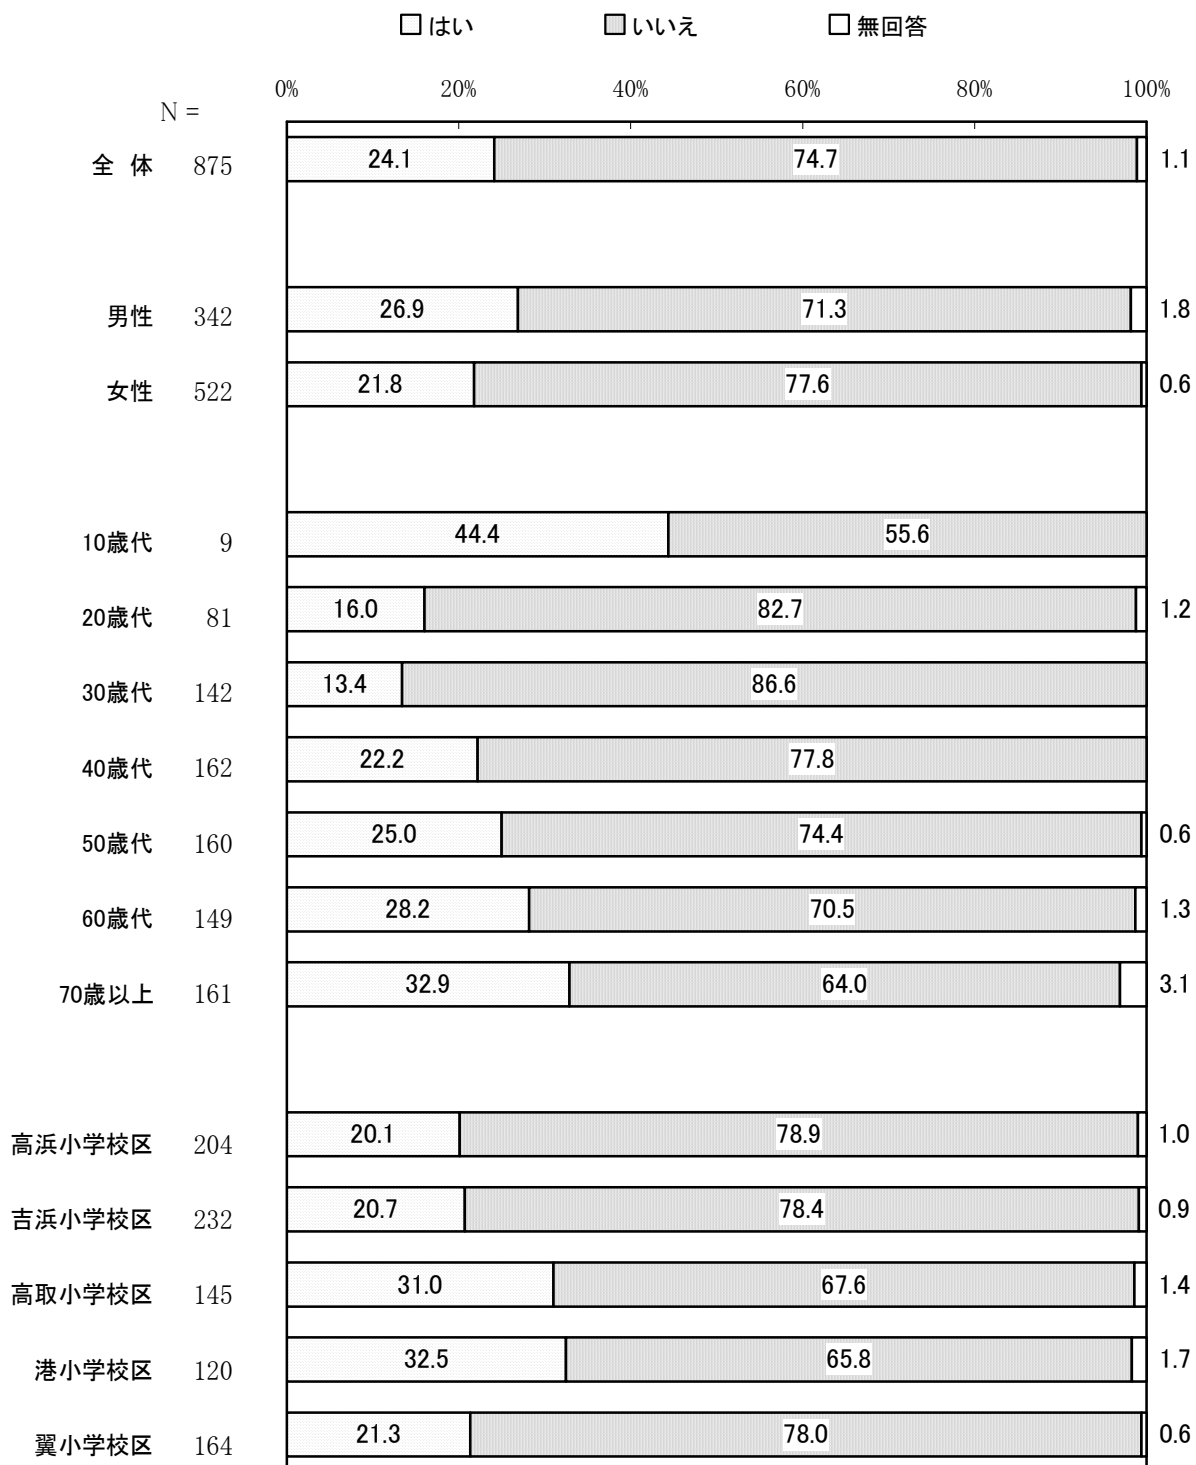 はい いいえ 無回答
0% 20% 40% 60% 80% 100%
N =
全 体 875 24.1 74.7 1.1
男性 342 26.9 71.3 1.8
女性 522 21.8 77.6 0.6
10歳代 9 44.4 55.6
20歳代 81 16.0 82.7 1.2
30歳代 142 13.4 86.6
40歳代 162 22.2 77.8
50歳代 160 25.0 74.4 0.6
60歳代 149 28.2 70.5 1.3
70歳以上 161 32.9 64.0 3.1
高浜小学校区 204 20.1 78.9 1.0
吉浜小学校区 232 20.7 78.4 0.9
高取小学校区 145 31.0 67.6 1.4
港小学校区 120 32.5 65.8 1.7
翼小学校区 164 21.3 78.0 0.6